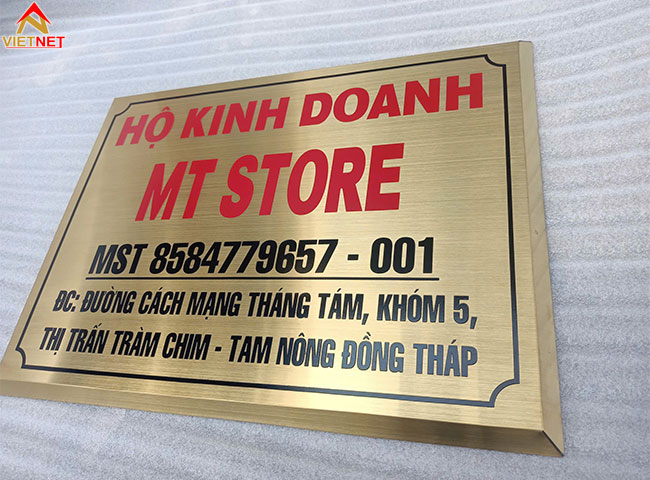 VIETNET
HỘ KINH DOANH
MT STORE
MST 8584779657 - 001
ĐC: ĐƯỜNG CÁCH MẠNG THÁNG TÁM, KHÓM 5,
THỊ TRẤN TRÀM CHIM - TAM NÔNG ĐỒNG THÁP